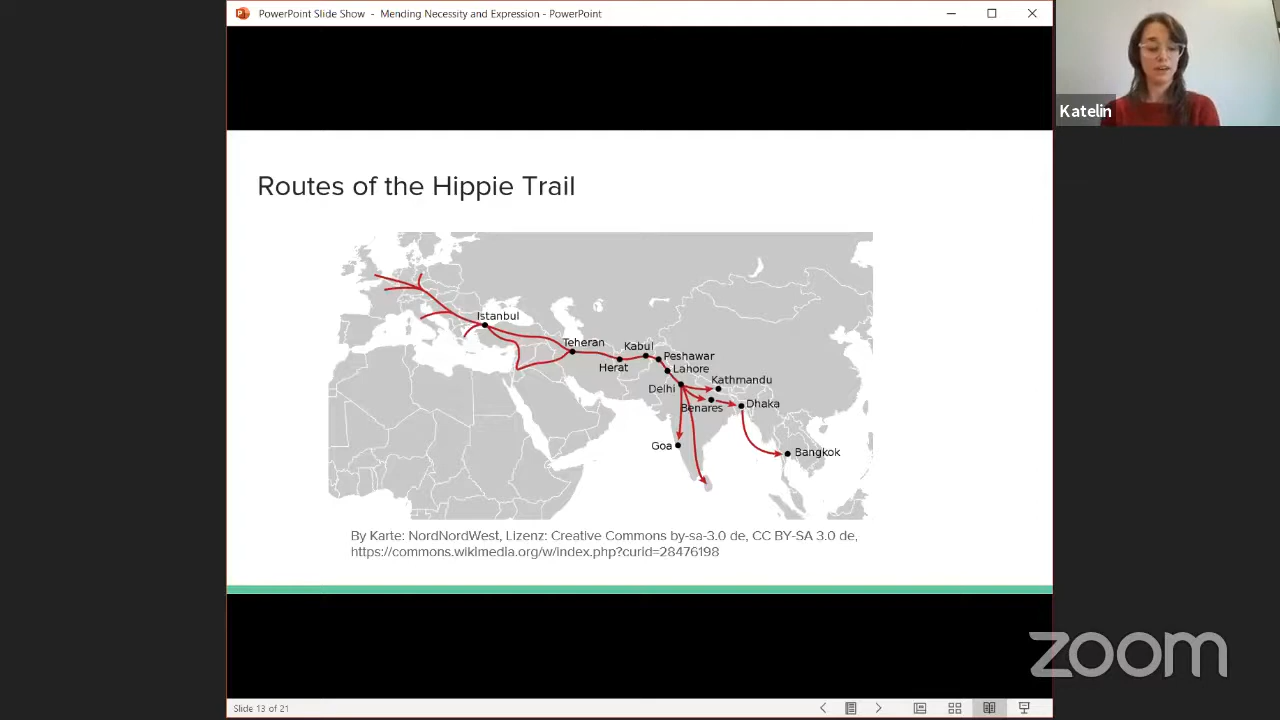 PowerPoint Slide Show - Mending Necessity and Expression - PowerPoint
Katelin
Routes of the Hippie Trail
Istanbul
Teheran
Kabul
Herat
Peshawar
Lahore
Delhi
Kathmandu
Benares
Dhaka
Goa
Bangkok
By Karte: NordNordWest, Lizenz: Creative Commons by-sa-3.0 de, CC BY-SA 3.0 de,
https://commons.wikimedia.org/w/index.php?curid=28476198
zoom
Slide 13 of 21